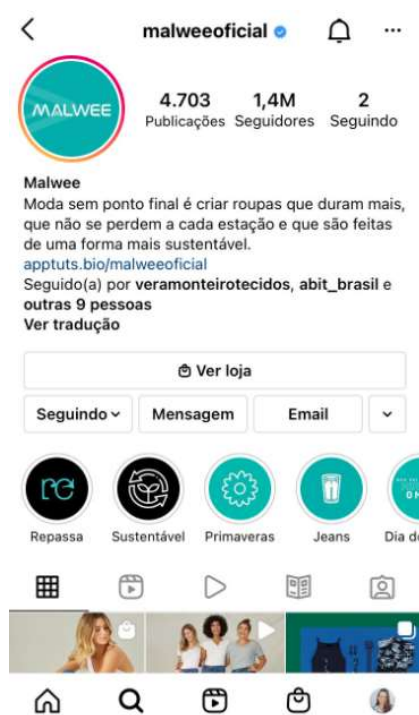 malweeoficial
MALWEE
4.703 1,4M 2
Publicações Seguidores Seguindo
Malwee
Moda sem ponto final é criar roupas que duram mais,
que não se perdem a cada estação e que são feitas
de uma forma mais sustentável.
apptuts.bio/malweeoficial
Seguido(a) por veramonteirotecidos, abit_brasil e
outras 9 pessoas
Ver tradução
Ver loja
Seguindo Mensagem Email
re
Repassa Sustentável Primaveras Jeans Dia de